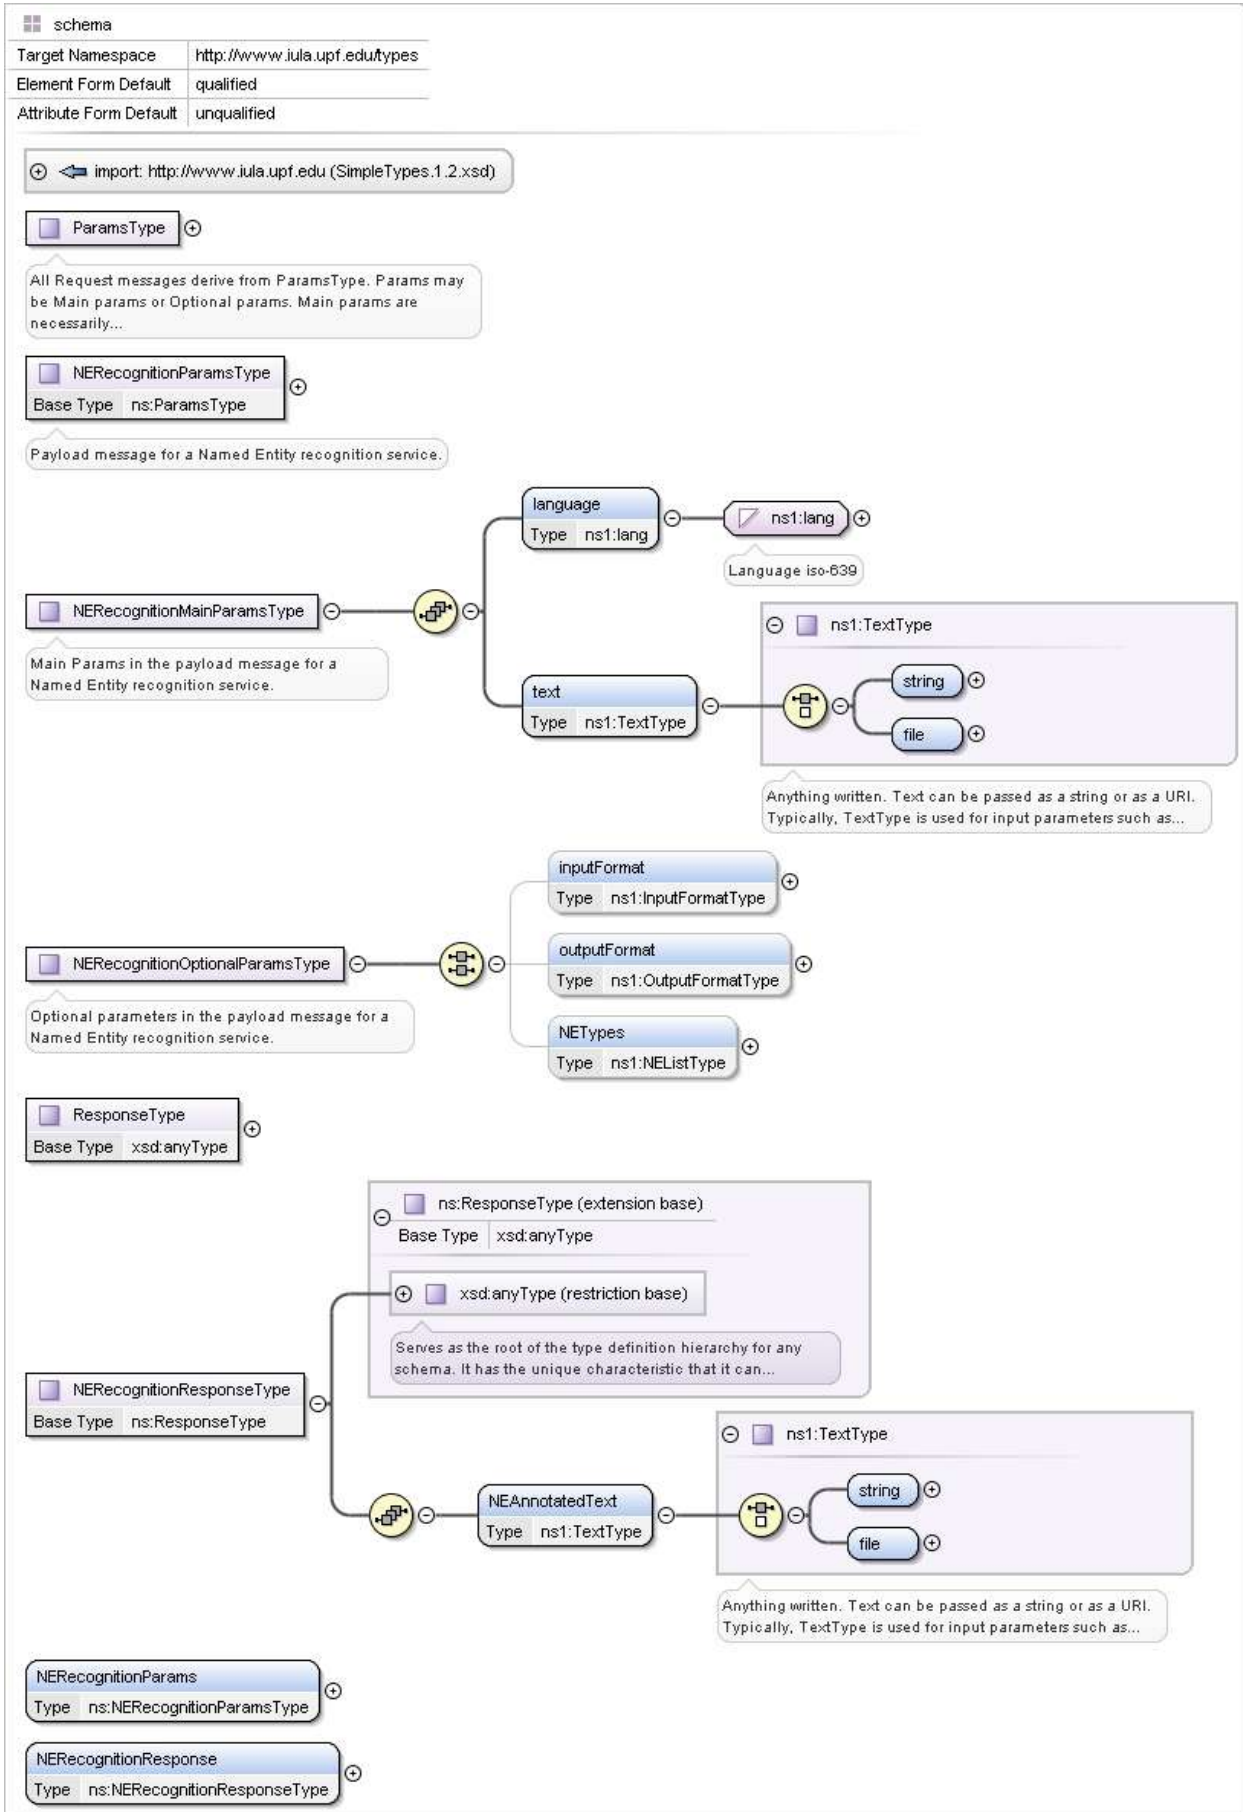 schema
Target Namespace http://www.iula.upf.edu/types
Element Form Default qualified
Attribute Form Default unqualified
import: http://www.iula.upf.edu (SimpleTypes.1.2.xsd)
ParamsType
All Request messages derive from ParamsType. Params may
be Main params or Optional params. Main params are
necessarily...
NERecognitionParamsType
Base Type ns:ParamsType
Payload message for a Named Entity recognition service.
language
Type ns1:lang
ns1:lang
Language iso-639
NERecognitionMainParamsType
Main Params in the payload message for a
Named Entity recognition service.
text
Type ns1:TextType
ns1:TextType
string
file
Anything written. Text can be passed as a string or as a URI.
Typically, TextType is used for input parameters such as...
inputFormat
Type ns1:InputFormatType
outputFormat
Type ns1:OutputFormatType
NERecognitionOptionalParamsType
Optional parameters in the payload message for a
Named Entity recognition service.
NETypes
Type ns1:NEListType
ResponseType
Base Type xsd:anyType
ns:ResponseType (extension base)
Base Type xsd:anyType
xsd:anyType (restriction base)
Serves as the root of the type definition hierarchy for any
schema. It has the unique characteristic that it can...
NERecognitionResponseType
Base Type ns:ResponseType
NEAnnotatedText
Type ns1:TextType
ns1:TextType
string
file
Anything written. Text can be passed as a string or as a URI.
Typically, TextType is used for input parameters such as...
NERecognitionParams
Type ns:NERecognitionParamsType
NERecognitionResponse
Type ns:NERecognitionResponseType